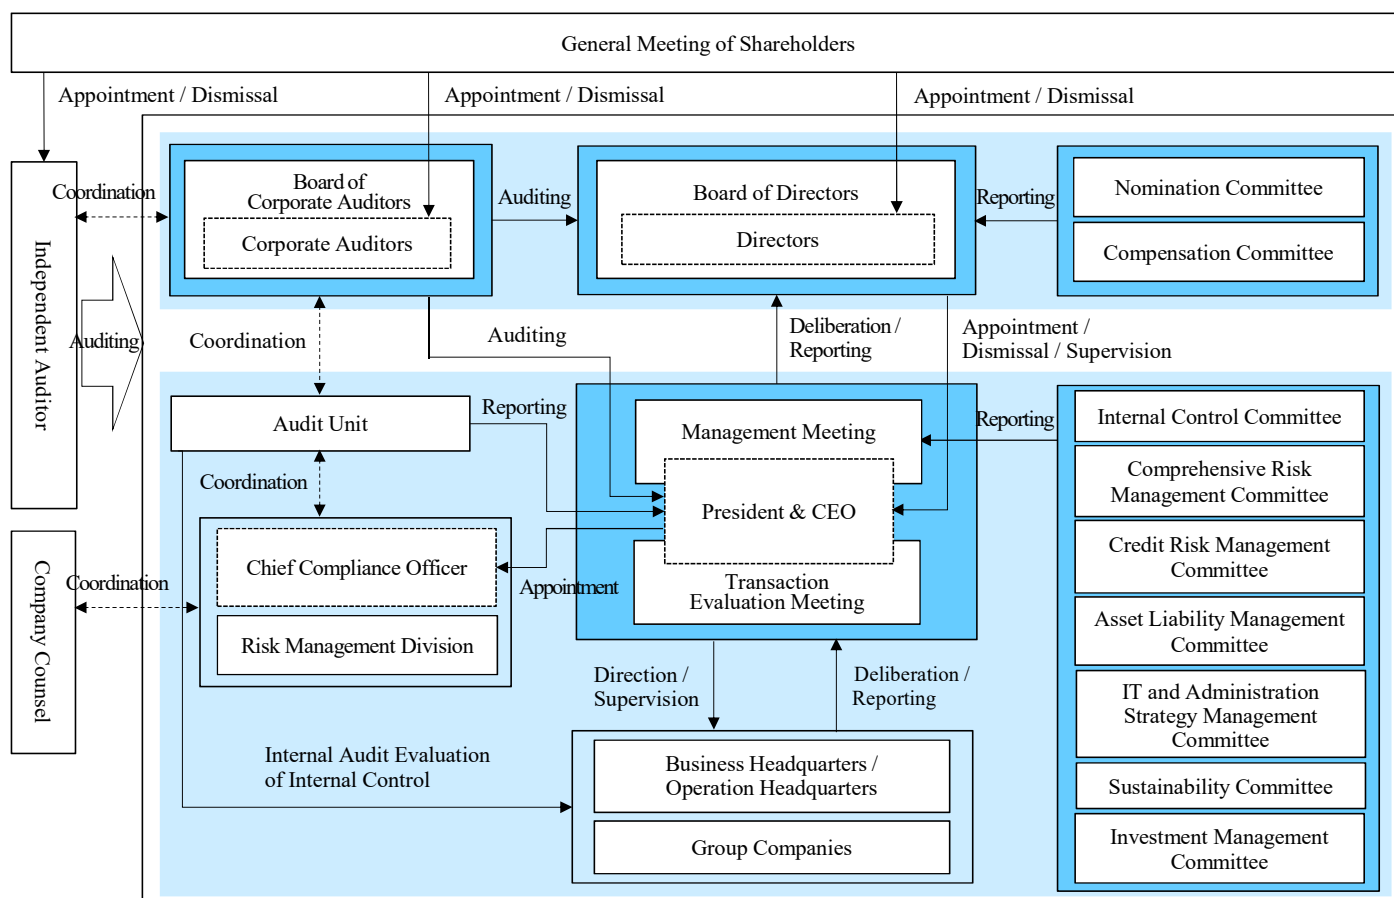 General Meeting of Shareholders
Appointment / Dismissal
Appointment / Dismissal
Appointment / Dismissal
Independent Auditor
Coordination
Auditing
Board of
Corporate Auditors
Corporate Auditors
Auditing
Board of Directors
Directors
Reporting
Nomination Committee
Compensation Committee
Coordination
Auditing
Deliberation /
Reporting
Appointment /
Dismissal / Supervision
Audit Unit
Reporting
Management Meeting
President & CEO
Transaction
Evaluation Meeting
Reporting
Internal Control Committee
Comprehensive Risk
Management Committee
Credit Risk Management
Committee
Asset Liability Management
Committee
IT and Administration
Strategy Management
Committee
Sustainability Committee
Investment Management
Committee
Coordination
Company Counsel
Coordination
Chief Compliance Officer
Risk Management Division
Appointment
Direction /
Supervision
Deliberation /
Reporting
Internal Audit Evaluation
of Internal Control
Business Headquarters /
Operation Headquarters
Group Companies